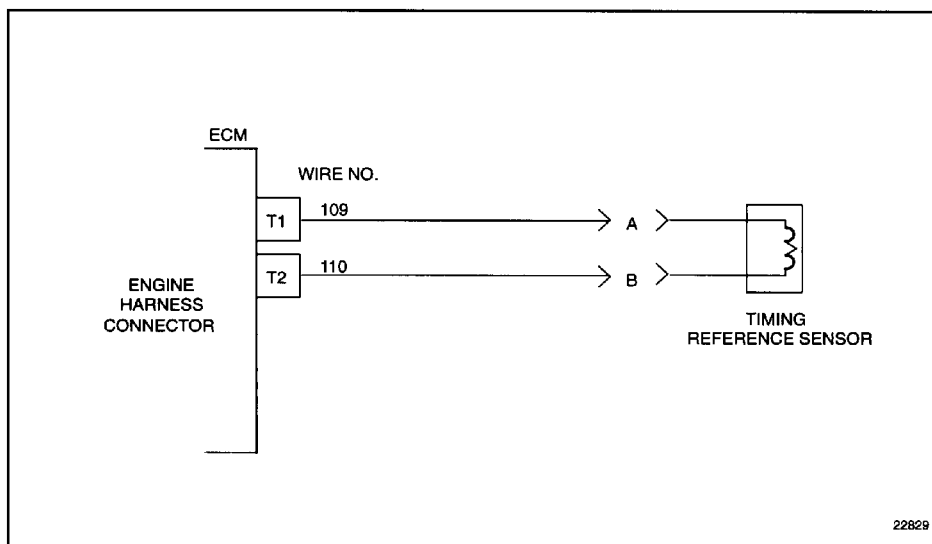 ECM
WIRE NO.
T1 109 A
T2 110 B
ENGINE
HARNESS
CONNECTOR
TIMING
REFERENCE SENSOR
22829